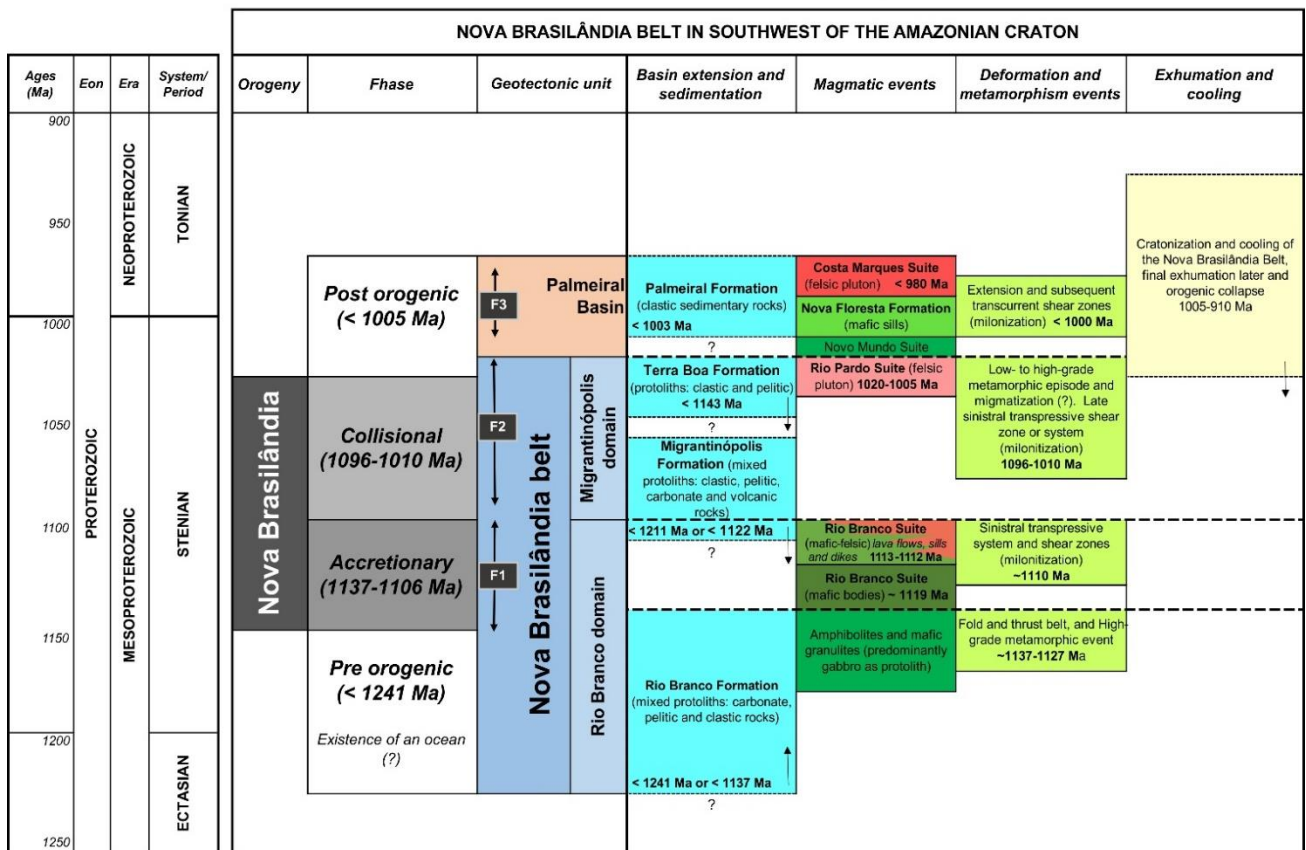 NOVA BRASILÂNDIA BELT IN SOUTHWEST OF THE AMAZONIAN CRATON
Ages
(Ma)
Eon
Era
System/
Period
Orogeny
Fhase
Geotectonic unit
Basin extension and
sedimentation
Magmatic events
Deformation and
metamorphism events
Exhumation and
cooling
900
950
1000
1050
1100
1150
1200
1250
PROTEROZOIC
NEOPROTEROZOIC
MESOPROTEROZOIC
TONIAN
STENIAN
ECTASIAN
Nova Brasilândia
Post orogenic
(< 1005 Ma)
Collisional
(1096-1010 Ma)
Accretionary
(1137-1106 Ma)
Pre orogenic
(< 1241 Ma)
Existence of an ocean
(?)
F3
F2
F1
Palmeiral
Basin
Nova Brasilândia belt
Migrantinópolis
domain
Rio Branco domain
Palmeiral Formation
(clastic sedimentary rocks)
< 1003 Ma
?
Terra Boa Formation
(protoliths: clastic and pelitic)
< 1143 Ma
?
Migrantinópolis
Formation (mixed
protoliths: clastic, pelitic,
carbonate and volcanic
rocks)
< 1211 Ma or < 1122 Ma
?
Rio Branco Formation
(mixed protoliths: carbonate,
pelitic and clastic rocks)
< 1241 Ma or < 1137 Ma
?
Costa Marques Suite
(felsic pluton) < 980 Ma
Nova Floresta Formation
(mafic sills)
Novo Mundo Suite
Rio Pardo Suite (felsic
pluton) 1020-1005 Ma
Rio Branco Suite
(mafic-felsic) lava flows, sills
and dikes 1113-1112 Ma
Rio Branco Suite
(mafic bodies) ~ 1119 Ma
Amphibolites and mafic
granulites (predominantly
gabbro as protolith)
Extension and subsequent
transcurrent shear zones
(milonization) < 1000 Ma
Low- to high-grade
metamorphic episode and
migmatization (?). Late
sinistral transpressive shear
zone or system
(milonitization)
1096-1010 Ma
Sinistral transpressive
system and shear zones
(milonitization)
~1110 Ma
Fold and thrust belt, and High-
grade metamorphic event
~1137-1127 Ma
Cratonization and cooling of
the Nova Brasilândia Belt,
final exhumation later and
orogenic collapse
1005-910 Ma